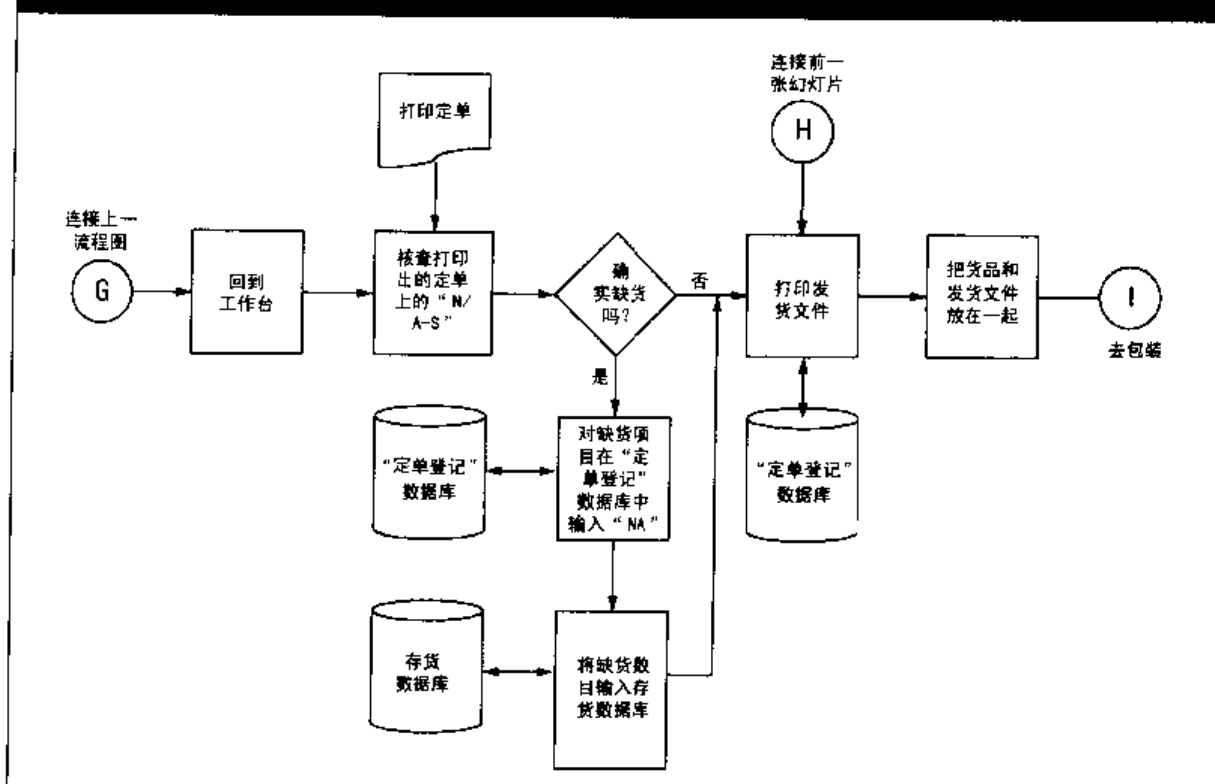 连接前一
张幻灯片
H
打印定单
连接上一
流程图
G
回到
工作台
核查打印
出的定单
上的“N/
A-S”
确
实缺货
吗？
否
是
打印发
货文件
把货品和
发货文件
放在一起
I
去包装
“定单登记”
数据库
对缺货项
目在“定
单登记”
数据库中
输入“NA”
“定单登记”
数据库
存货
数据库
将缺货数
目输入存
货数据库